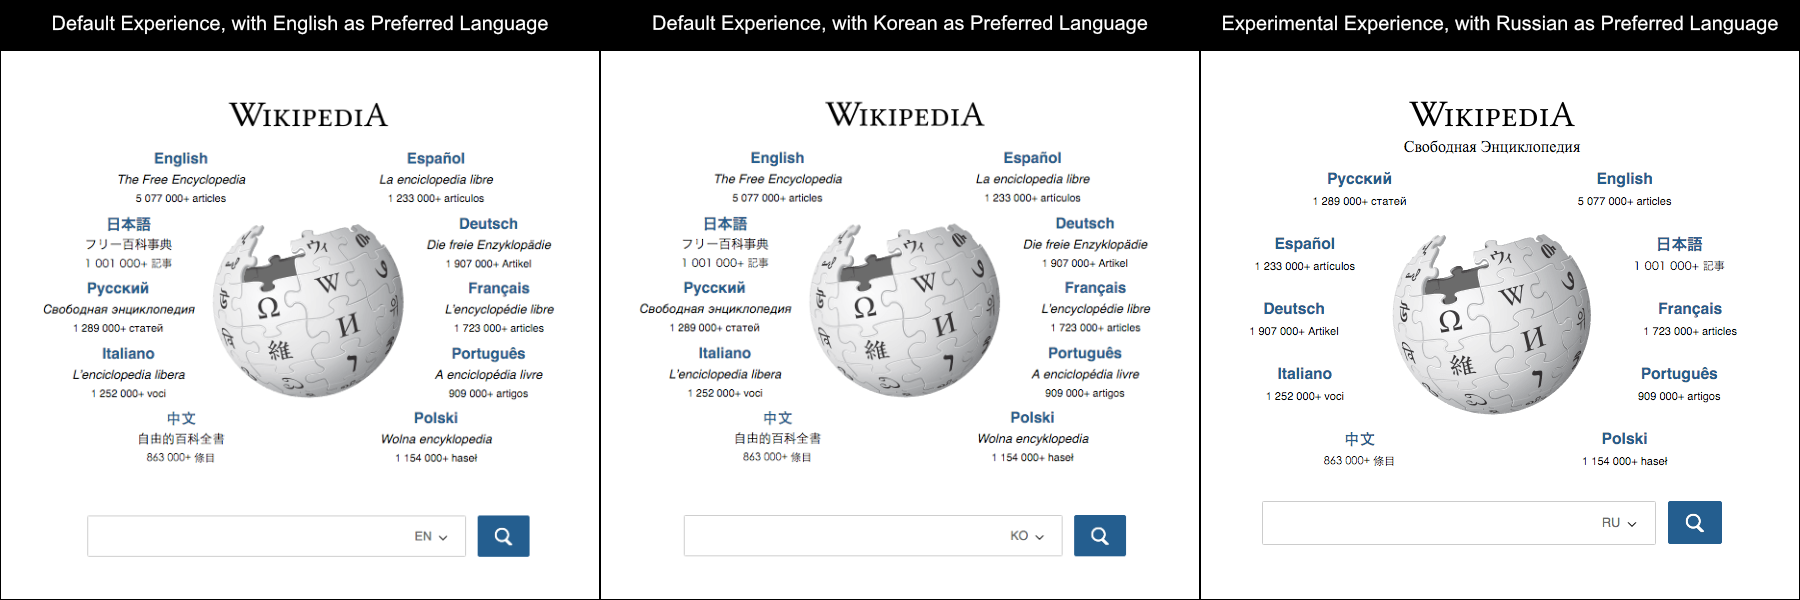 Default Experience, with English as Preferred Language
WIKIPEDIA
English
The Free Encyclopedia
5 077 000+ articles
Español
La enciclopedia libre
1 233 000+ artículos
日本語
フリー百科事典
1 001 000+ 記事
Deutsch
Die freie Enzyklopädie
1 907 000+ Artikel
Русский
Свободная энциклопедия
1 289 000+ статей
Français
L'encyclopédie libre
1 723 000+ articles
Italiano
L'enciclopedia libera
1 252 000+ voci
Português
A enciclopédia livre
909 000+ artigos
中文
自由的百科全書
863 000+ 條目
Polski
Wolna encyklopedia
1 154 000+ haseł
Ω
W
И
維
ウィ
EN
Default Experience, with Korean as Preferred Language
WIKIPEDIA
English
The Free Encyclopedia
5 077 000+ articles
Español
La enciclopedia libre
1 233 000+ artículos
日本語
フリー百科事典
1 001 000+ 記事
Deutsch
Die freie Enzyklopädie
1 907 000+ Artikel
Русский
Свободная энциклопедия
1 289 000+ статей
Français
L'encyclopédie libre
1 723 000+ articles
Italiano
L'enciclopedia libera
1 252 000+ voci
Português
A enciclopédia livre
909 000+ artigos
中文
自由的百科全書
863 000+ 條目
Polski
Wolna encyklopedia
1 154 000+ haseł
Ω
W
И
維
ウィ
KO
Experimental Experience, with Russian as Preferred Language
WIKIPEDIA
Свободная Энциклопедия
Русский
1 289 000+ статей
English
5 077 000+ articles
Español
1 233 000+ artículos
日本語
1 001 000+ 記事
Deutsch
1 907 000+ Artikel
Français
1 723 000+ articles
Italiano
1 252 000+ voci
Português
909 000+ artigos
中文
863 000+ 條目
Polski
1 154 000+ haseł
Ω
W
И
維
ウィ
RU